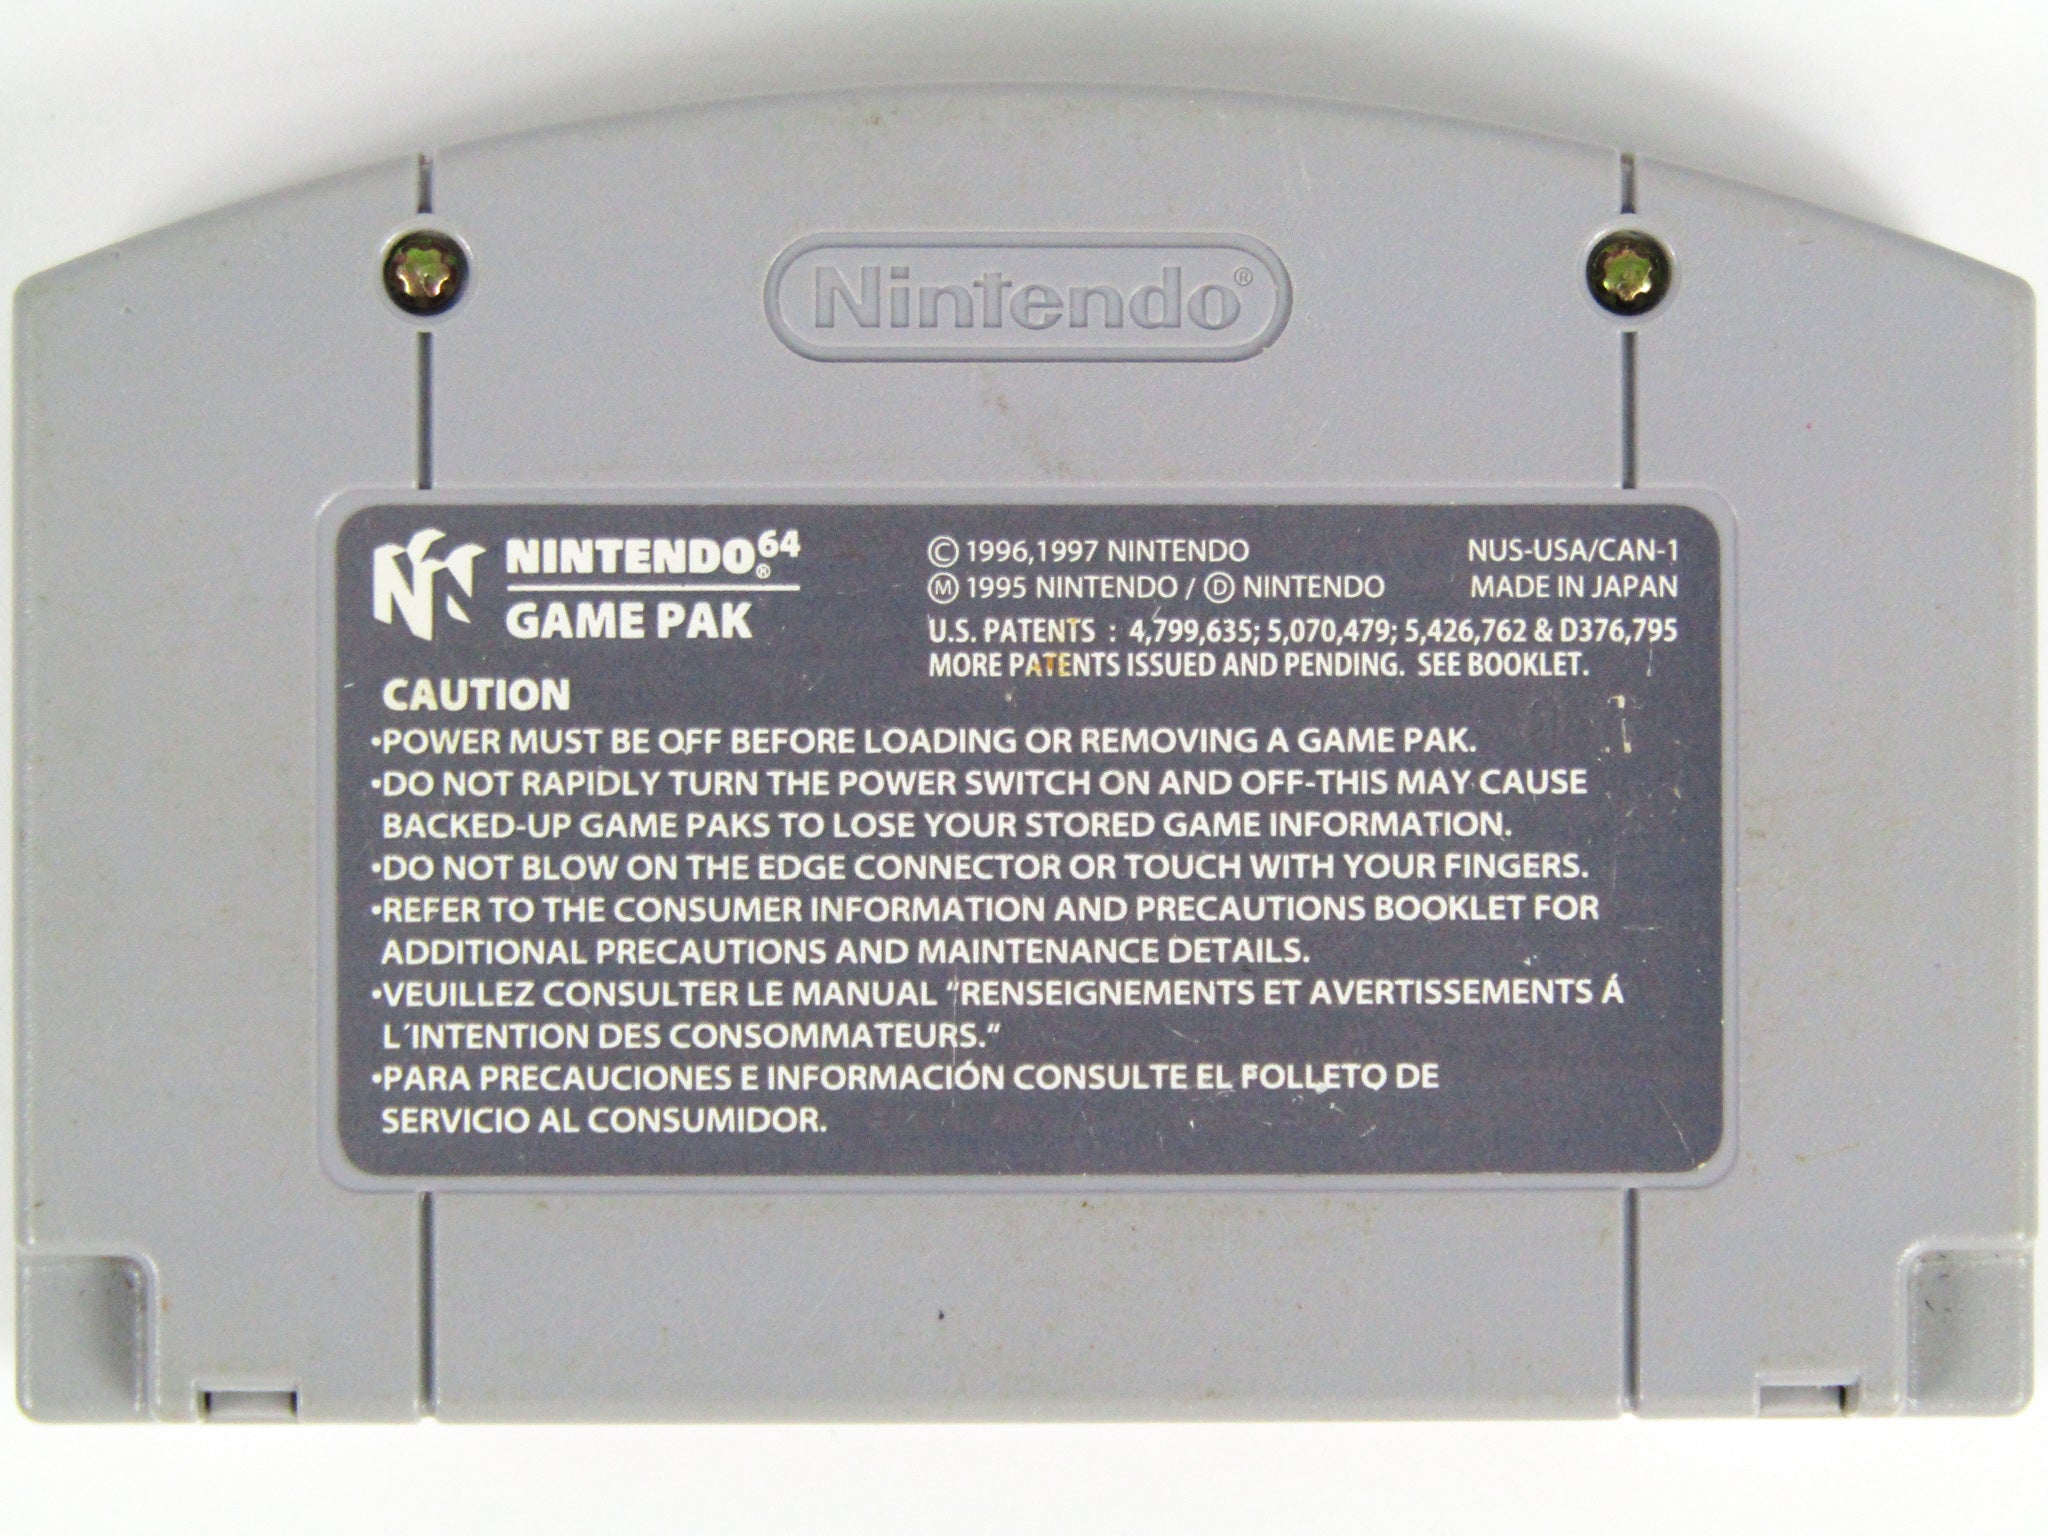 Nintendo®
NINTENDO®64
GAME PAK
© 1996,1997 NINTENDO
NUS-USA/CAN-1
Ⓜ 1995 NINTENDO / Ⓓ NINTENDO
MADE IN JAPAN
U.S. PATENTS : 4,799,635; 5,070,479; 5,426,762 & D376,795
MORE PATENTS ISSUED AND PENDING. SEE BOOKLET.
CAUTION
•POWER MUST BE OFF BEFORE LOADING OR REMOVING A GAME PAK.
•DO NOT RAPIDLY TURN THE POWER SWITCH ON AND OFF-THIS MAY CAUSE
BACKED-UP GAME PAKS TO LOSE YOUR STORED GAME INFORMATION.
•DO NOT BLOW ON THE EDGE CONNECTOR OR TOUCH WITH YOUR FINGERS.
•REFER TO THE CONSUMER INFORMATION AND PRECAUTIONS BOOKLET FOR
ADDITIONAL PRECAUTIONS AND MAINTENANCE DETAILS.
•VEUILLEZ CONSULTER LE MANUAL “RENSEIGNEMENTS ET AVERTISSEMENTS Á
L´INTENTION DES CONSOMMATEURS.“
•PARA PRECAUCIONES E INFORMACIÓN CONSULTE EL FOLLETO DE
SERVICIO AL CONSUMIDOR.